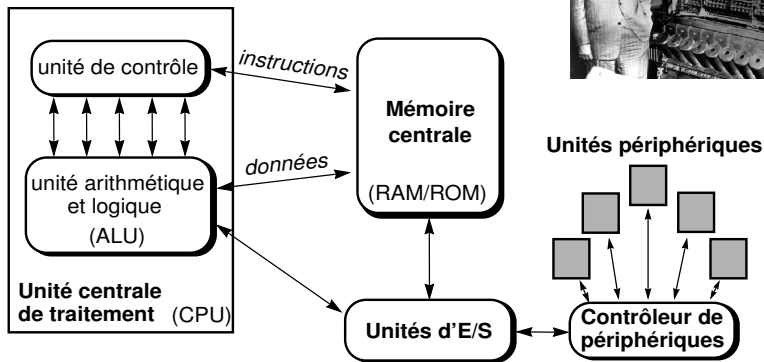 unité de contrôle
instructions
Mémoire
centrale
(RAM/ROM)
données
unité arithmétique
et logique
(ALU)
Unité centrale
de traitement (CPU)
Unités d'E/S
Unités périphériques
Contrôleur de
périphériques